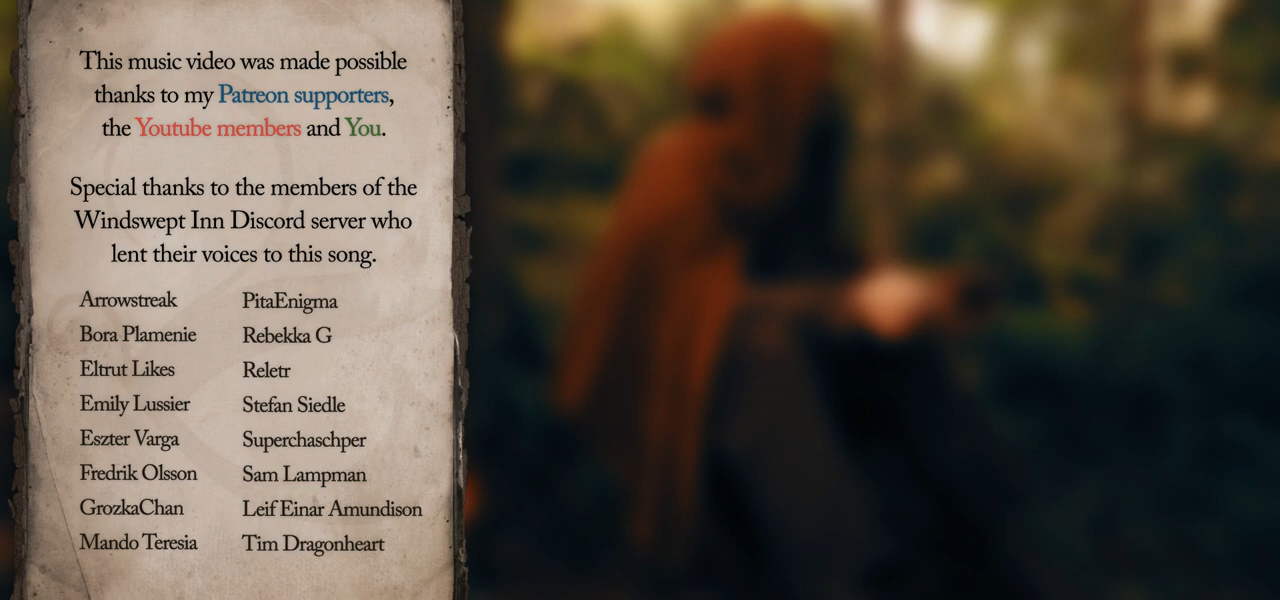 This music video was made possible
thanks to my Patreon supporters,
the Youtube members and You.
Special thanks to the members of the
Windswept Inn Discord server who
lent their voices to this song.
Arrowstreak
Bora Plamenie
Eltrut Likes
Emily Lussier
Eszter Varga
Fredrik Olsson
GrozkaChan
Mando Teresia
PitaEnigma
Rebekka G
Reletr
Stefan Siedle
Superchaschper
Sam Lampman
Leif Einar Amundison
Tim Dragonheart